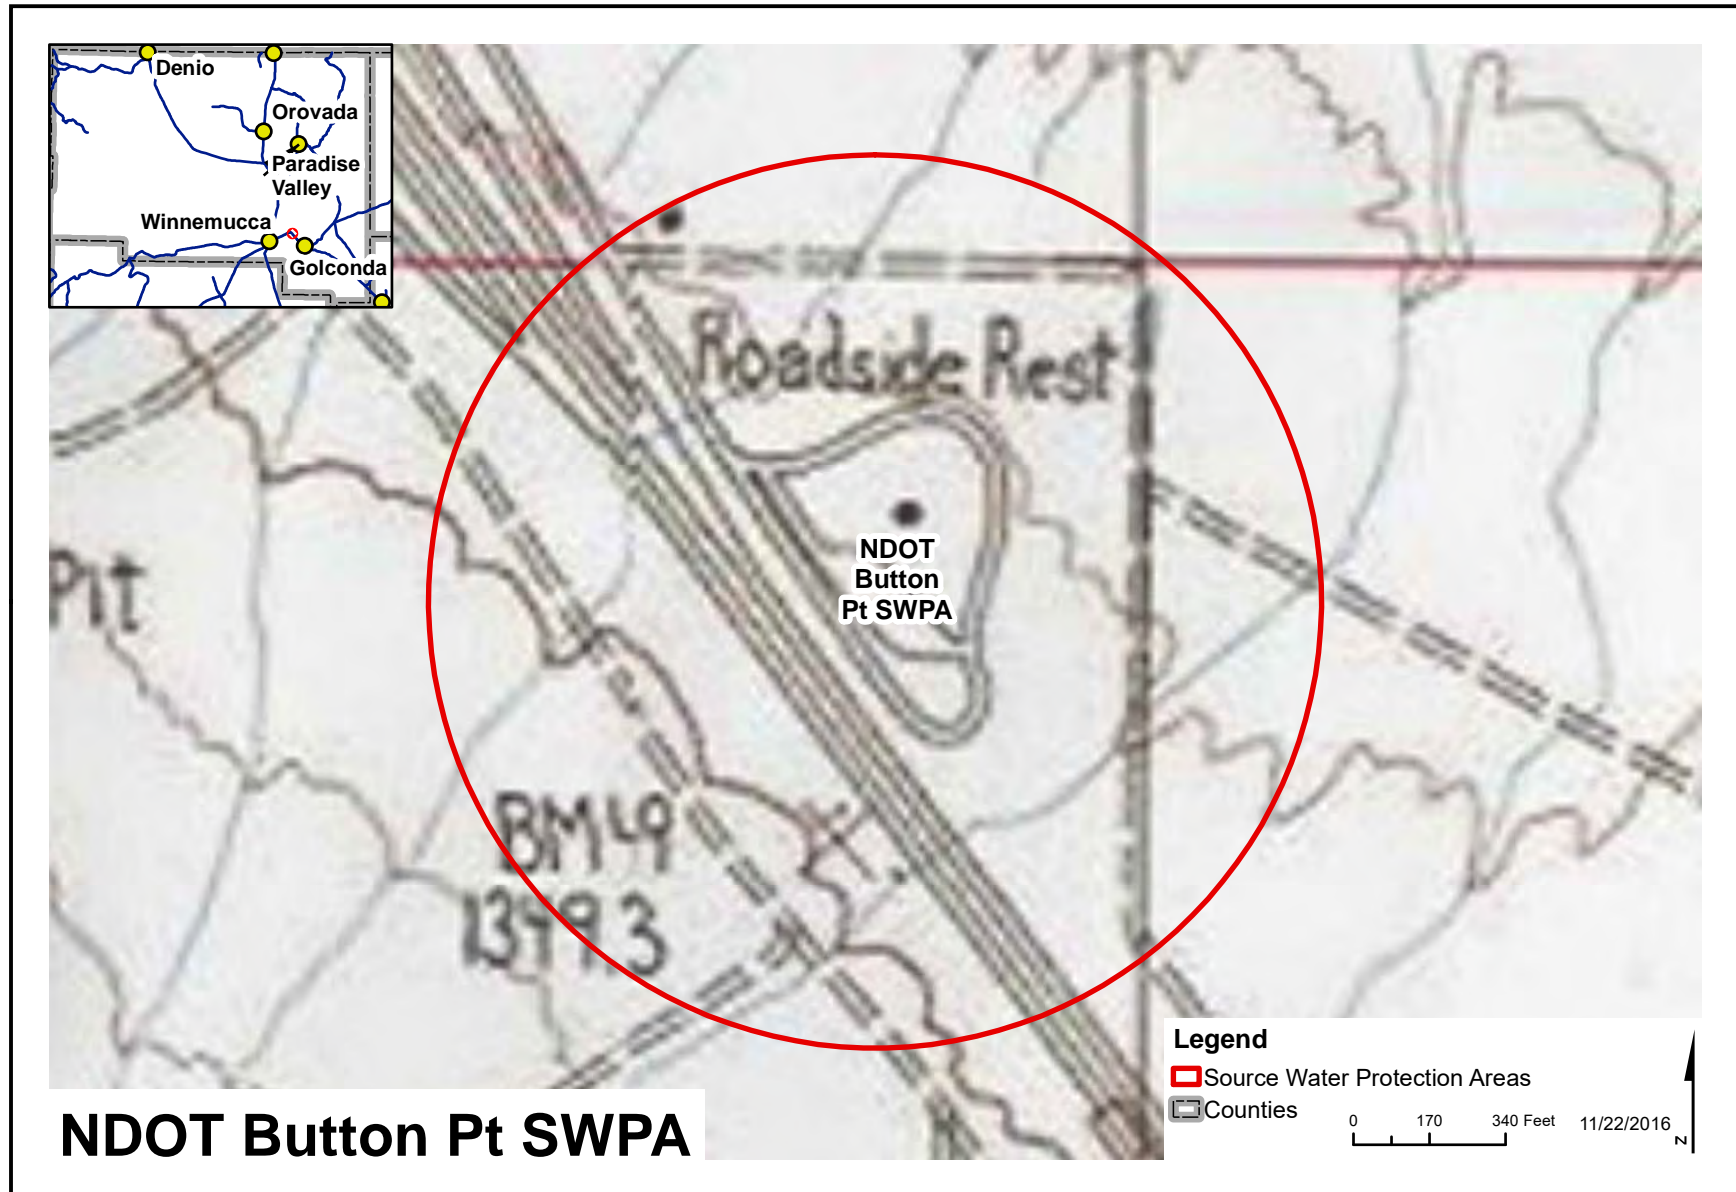 Denio
Orovada
Paradise
Valley
Winnemucca
Golconda
Roadside Rest
NDOT
Button
Pt SWPA
Pit
BM 49
1349.3
Legend
Source Water Protection Areas
Counties
0 170 340 Feet
11/22/2016
N
NDOT Button Pt SWPA